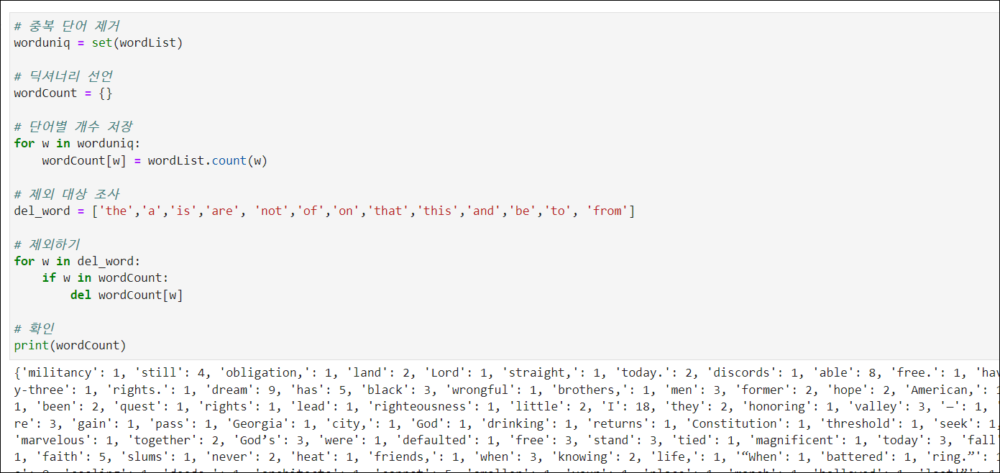 # 중복 단어 제거
worduniq = set(wordList)
# 딕셔너리 선언
wordCount = {}
# 단어별 개수 저장
for w in worduniq:
    wordCount[w] = wordList.count(w)
# 제외 대상 조사
del_word = ['the','a','is','are', 'not','of','on','that','this','and','be','to', 'from']
# 제외하기
for w in del_word:
    if w in wordCount:
        del wordCount[w]
# 확인
print(wordCount)
{'militancy': 1, 'still': 4, 'obligation,': 1, 'land': 2, 'Lord': 1, 'straight,': 1, 'today.': 2, 'discords': 1, 'able': 8, 'free.': 1, 'hav
y-three': 1, 'rights.': 1, 'dream': 9, 'has': 5, 'black': 3, 'wrongful': 1, 'brothers,': 1, 'men': 3, 'former': 2, 'hope': 2, 'American,': 1
1, 'been': 2, 'quest': 1, 'rights': 1, 'lead': 1, 'righteousness': 1, 'little': 2, 'I': 18, 'they': 2, 'honoring': 1, 'valley': 3, '—': 1, '
re': 3, 'gain': 1, 'pass': 1, 'Georgia': 1, 'city,': 1, 'God': 1, 'drinking': 1, 'returns': 1, 'Constitution': 1, 'threshold': 1, 'seek': 1,
'marvelous': 1, 'together': 2, 'God’s': 3, 'were': 1, 'defaulted': 1, 'free': 3, 'stand': 3, 'tied': 1, 'magnificent': 1, 'today': 3, 'fall'
1, 'faith': 5, 'slums': 1, 'never': 2, 'heat': 1, 'friends,': 1, 'when': 3, 'knowing': 2, 'life,': 1, '“When': 1, 'battered': 1, 'ring.”': 1